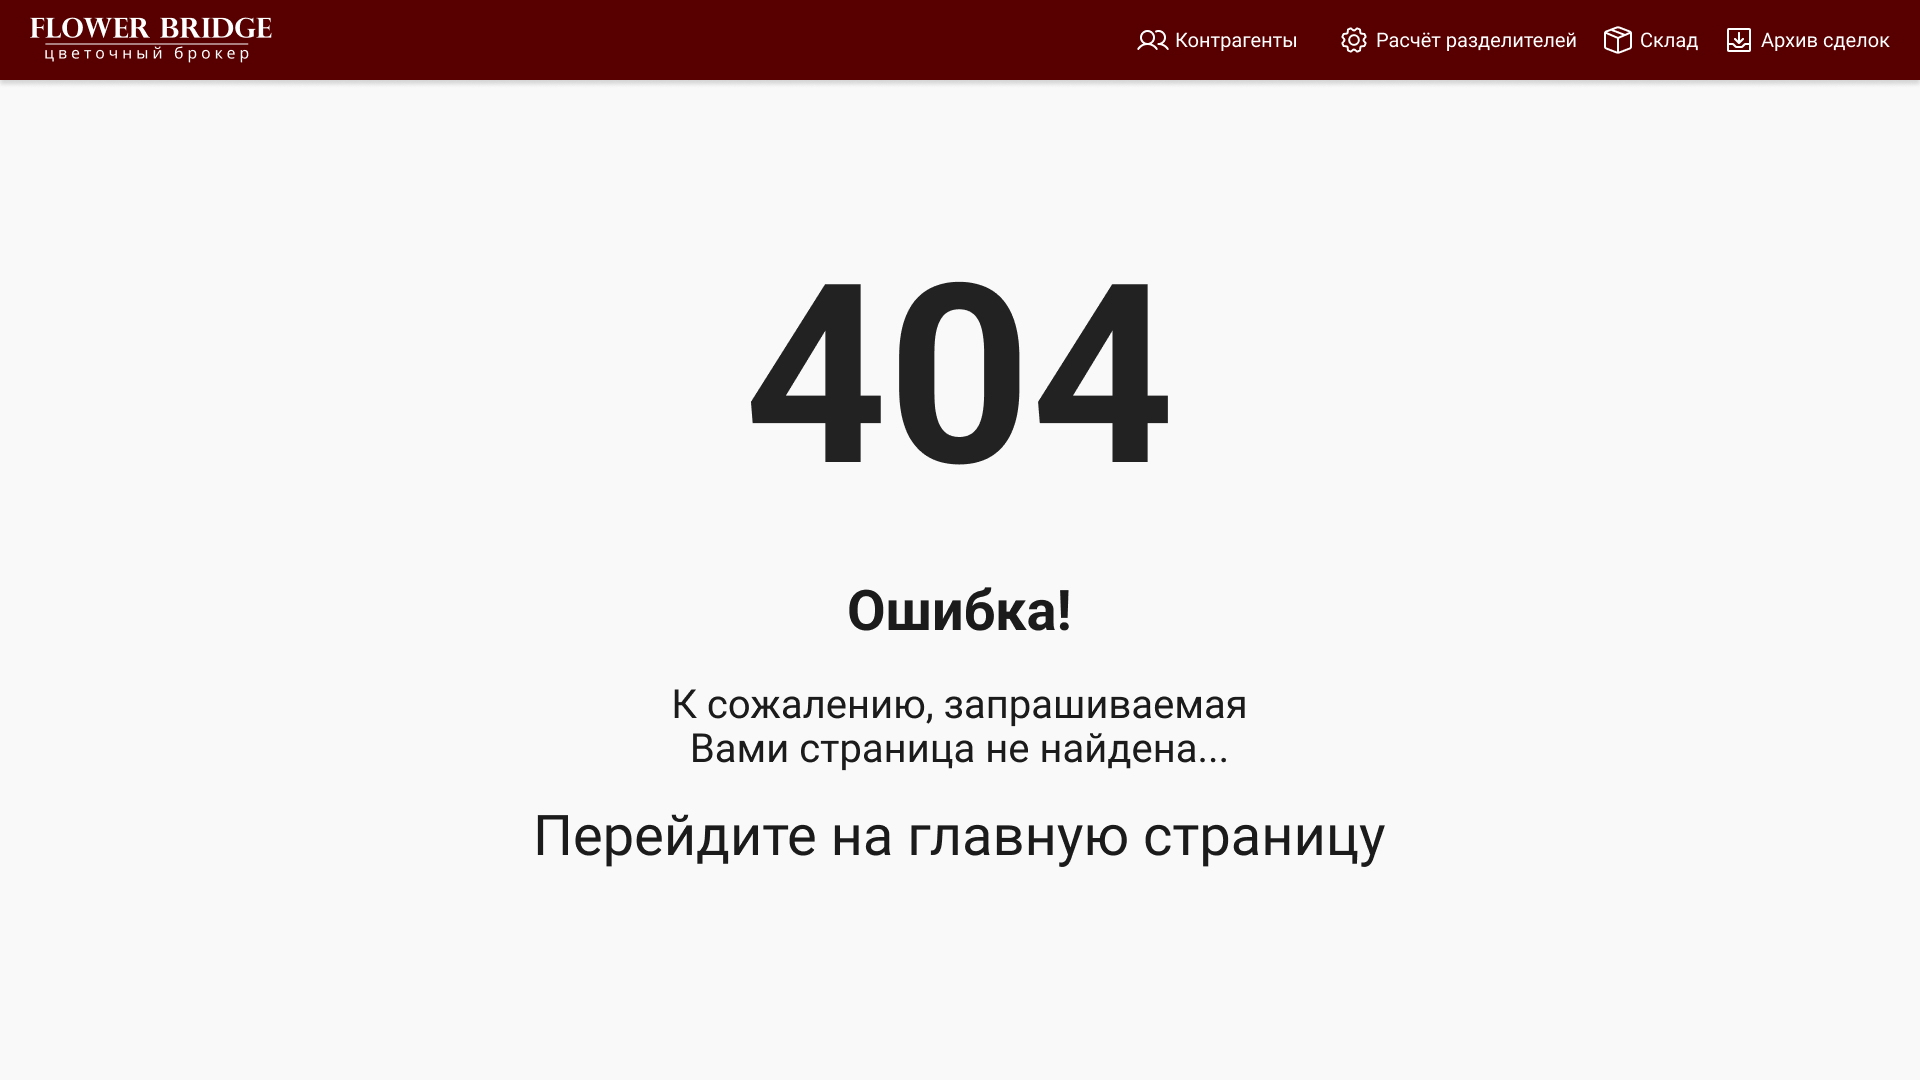 FLOWER BRIDGE
цветочный брокер
Контрагенты
Расчёт разделителей
Склад
Архив сделок
404
Ошибка!
К сожалению, запрашиваемая
Вами страница не найдена...
Перейдите на главную страницу